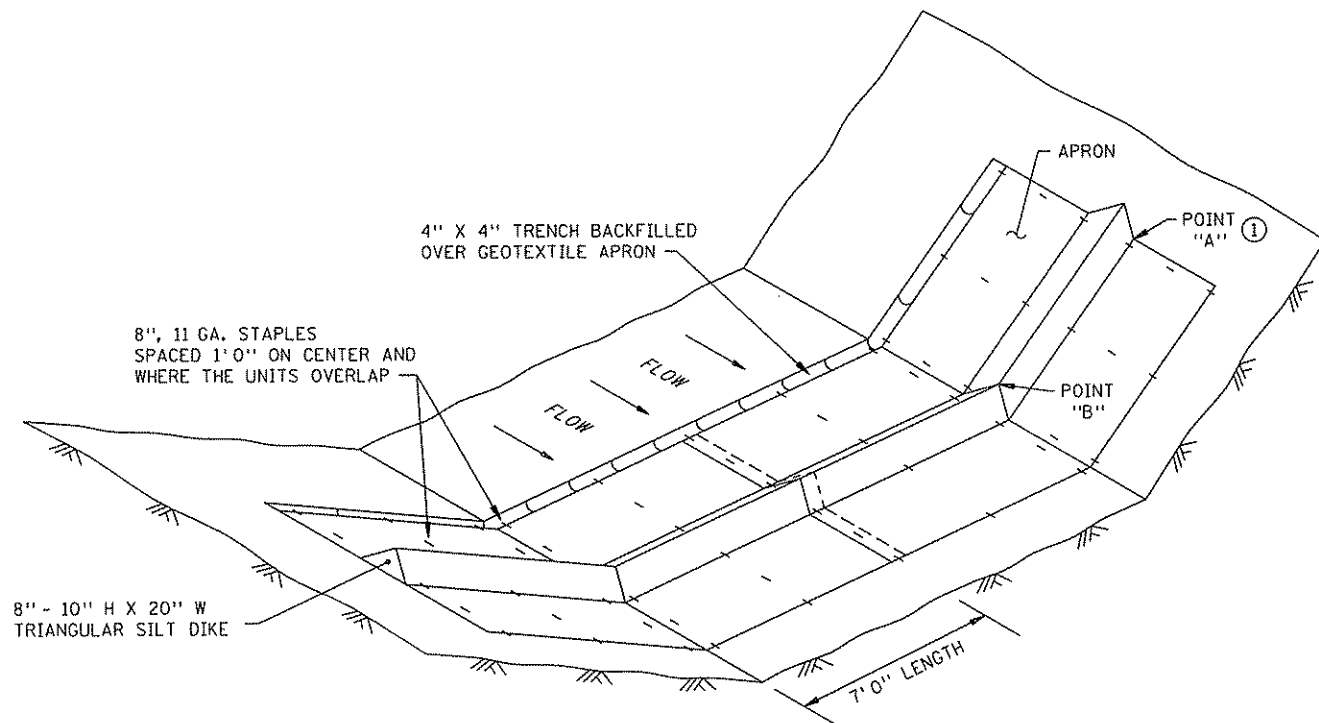 APRON
POINT
"A" ①
4" X 4" TRENCH BACKFILLED
OVER GEOTEXTILE APRON
8", 11 GA. STAPLES
SPACED 1'0" ON CENTER AND
WHERE THE UNITS OVERLAP
FLOW
FLOW
POINT
"B"
8" - 10" H X 20" W
TRIANGULAR SILT DIKE
7'0" LENGTH